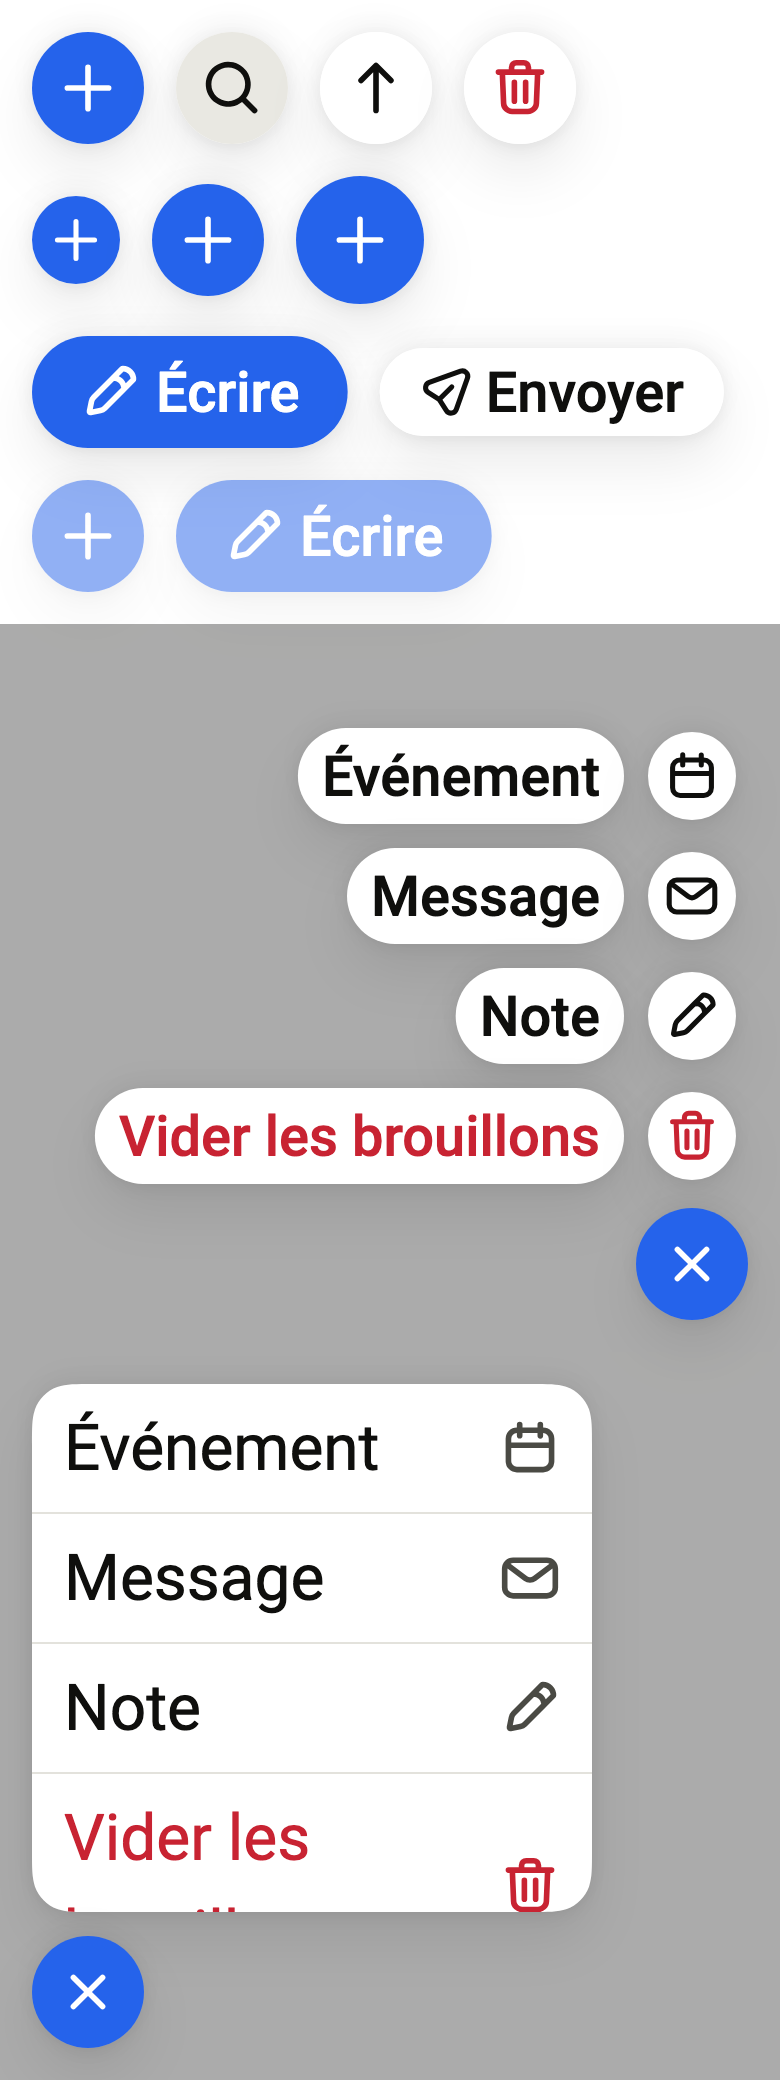 Écrire
Envoyer
Écrire
Événement
Message
Note
Vider les brouillons
Événement
Message
Note
Vider les